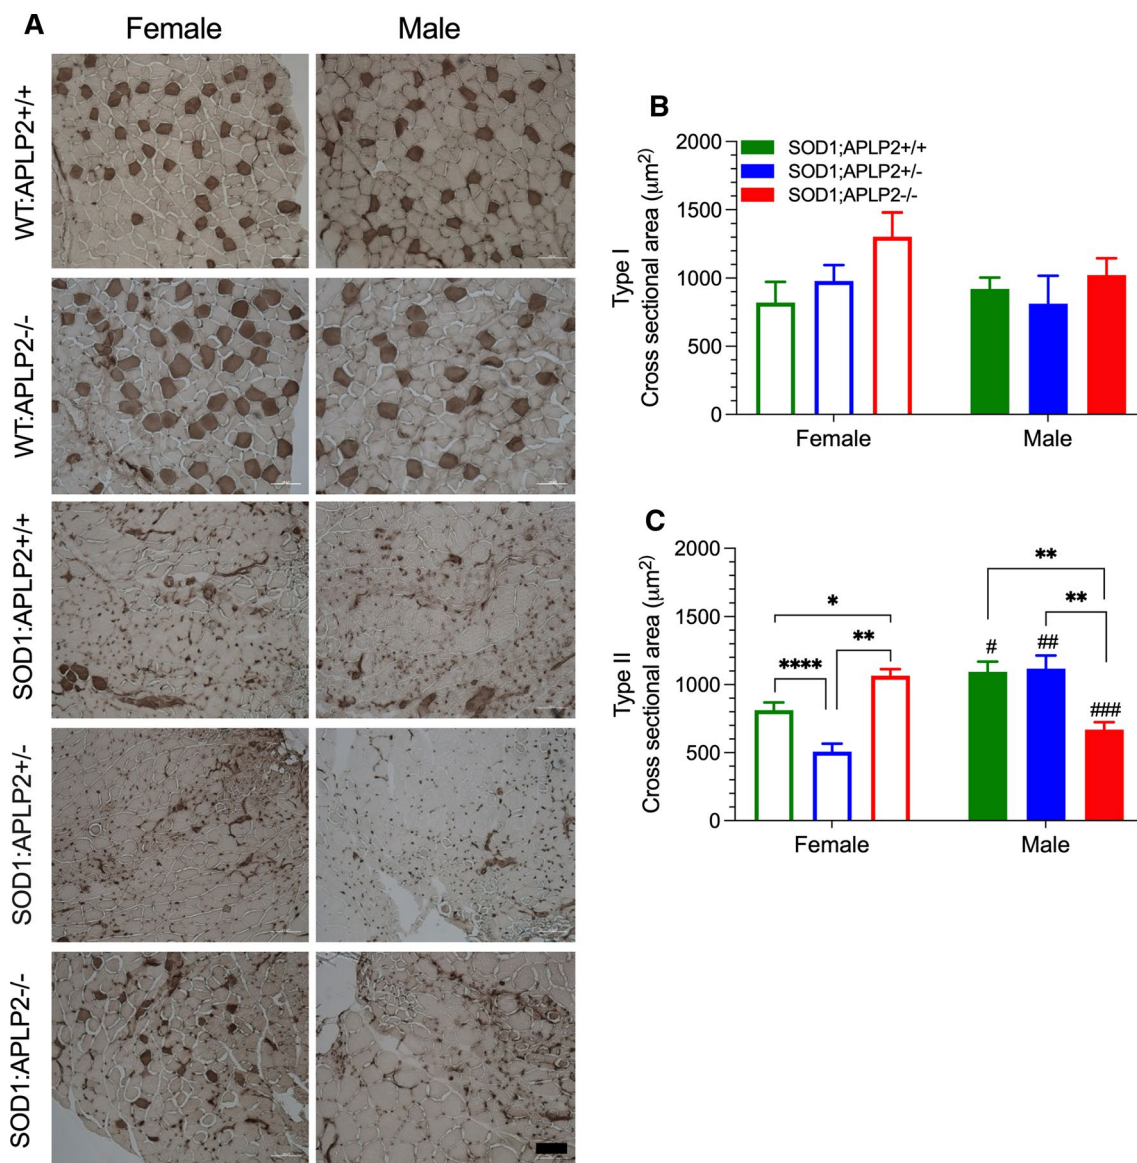 A
Female Male
WT:APLP2+/+
WT:APLP2-/-
SOD1:APLP2+/+
SOD1:APLP2+/-
SOD1:APLP2-/-
B
Type I
Cross sectional area (μm²)
2000
1500
1000
500
0
SOD1;APLP2+/+
SOD1;APLP2+/-
SOD1;APLP2-/-
Female Male
C
Type II
Cross sectional area (μm²)
2000
1500
1000
500
0
**
* **
**** ** # ##
###
Female Male